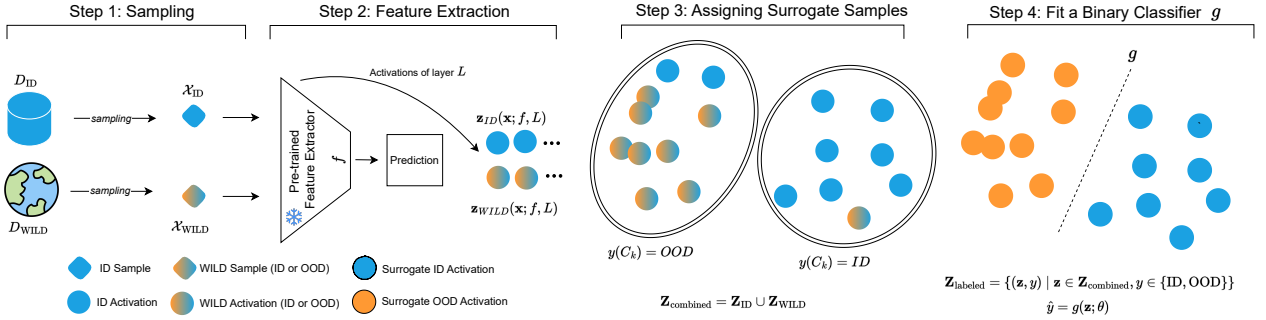 Step 1: Sampling
Step 2: Feature Extraction
Step 3: Assigning Surrogate Samples
Step 4: Fit a Binary Classifier g
D_ID
sampling
X_ID
D_WILD
sampling
X_WILD
Pre-trained
Feature Extractor
f
Activations of layer L
Prediction
z_ID(x; f, L)
z_WILD(x; f, L)
y(C_k) = OOD
y(C_k) = ID
Z_combined = Z_ID ∪ Z_WILD
g
Z_labeled = {(z, y) | z ∈ Z_combined, y ∈ {ID, OOD}}
ŷ = g(z; θ)
ID Sample
WILD Sample (ID or OOD)
Surrogate ID Activation
ID Activation
WILD Activation (ID or OOD)
Surrogate OOD Activation